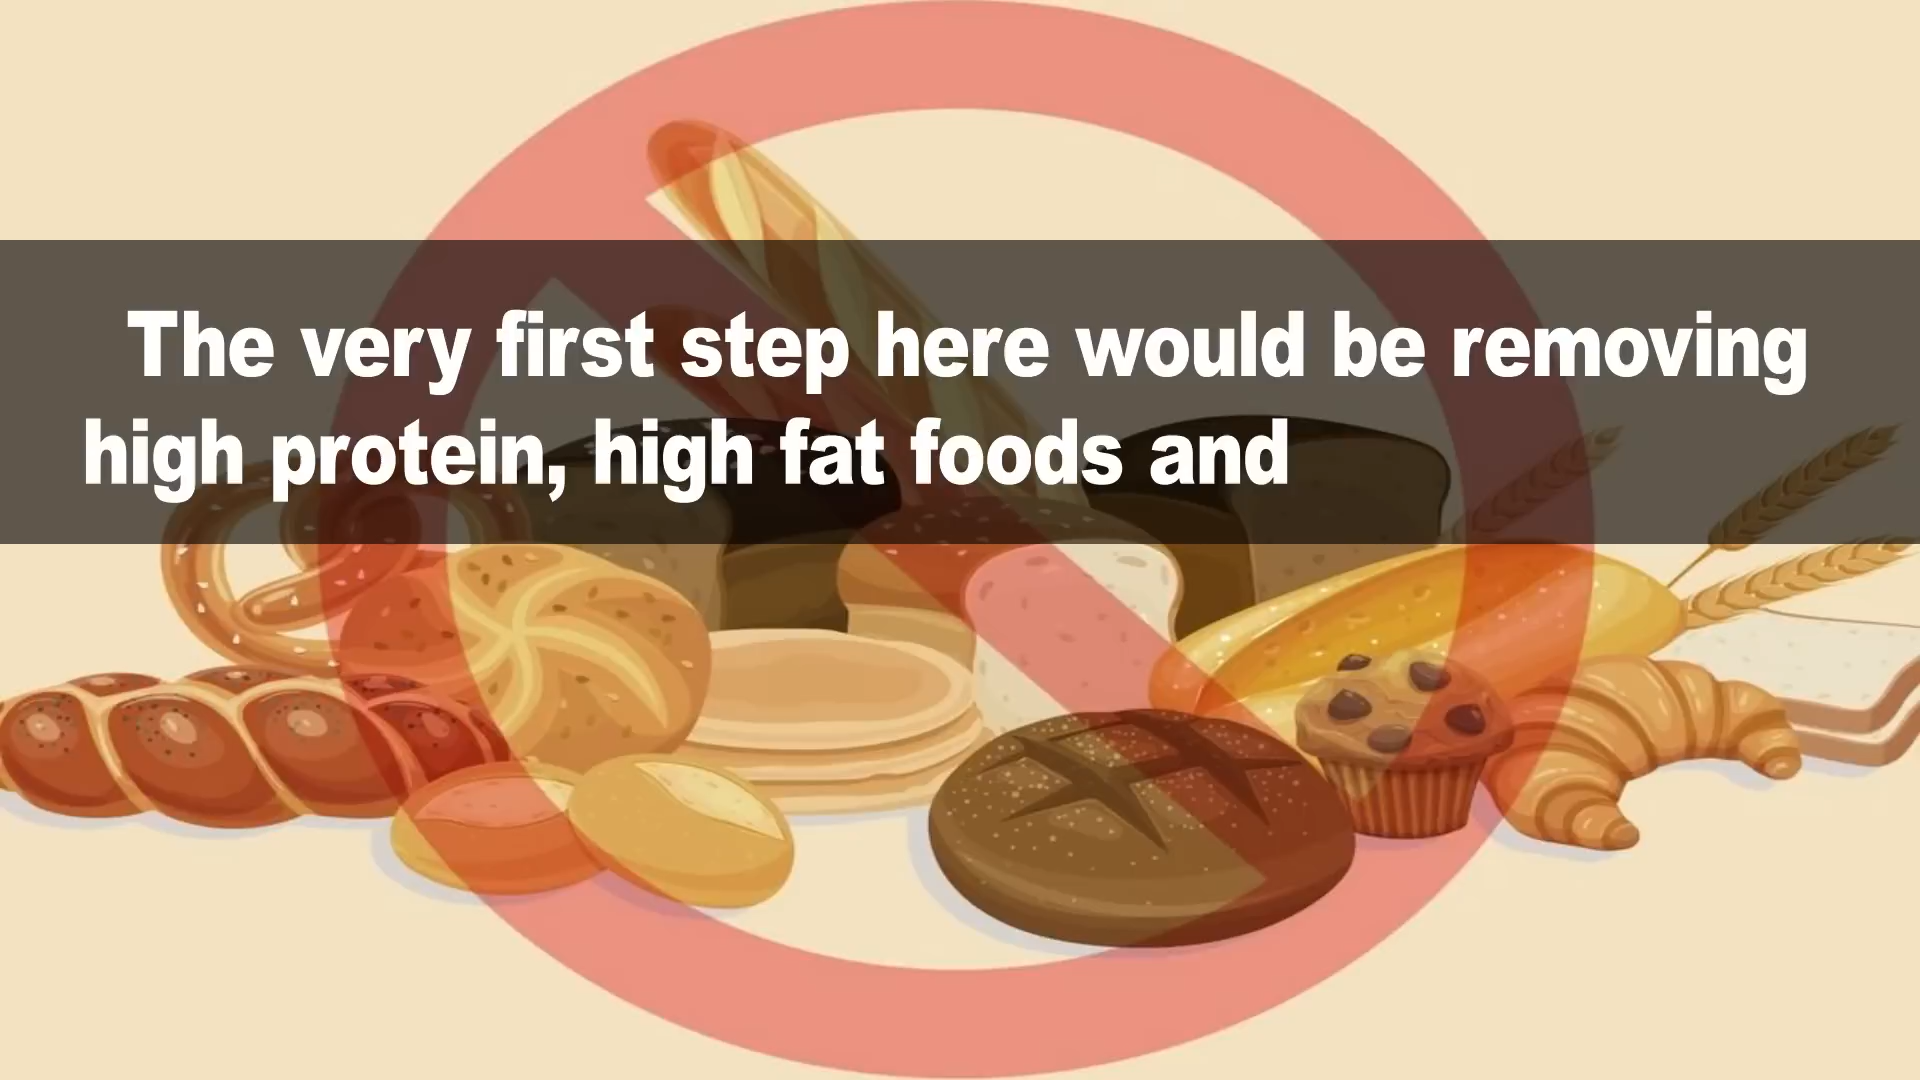 The very first step here would be removing
high protein, high fat foods and